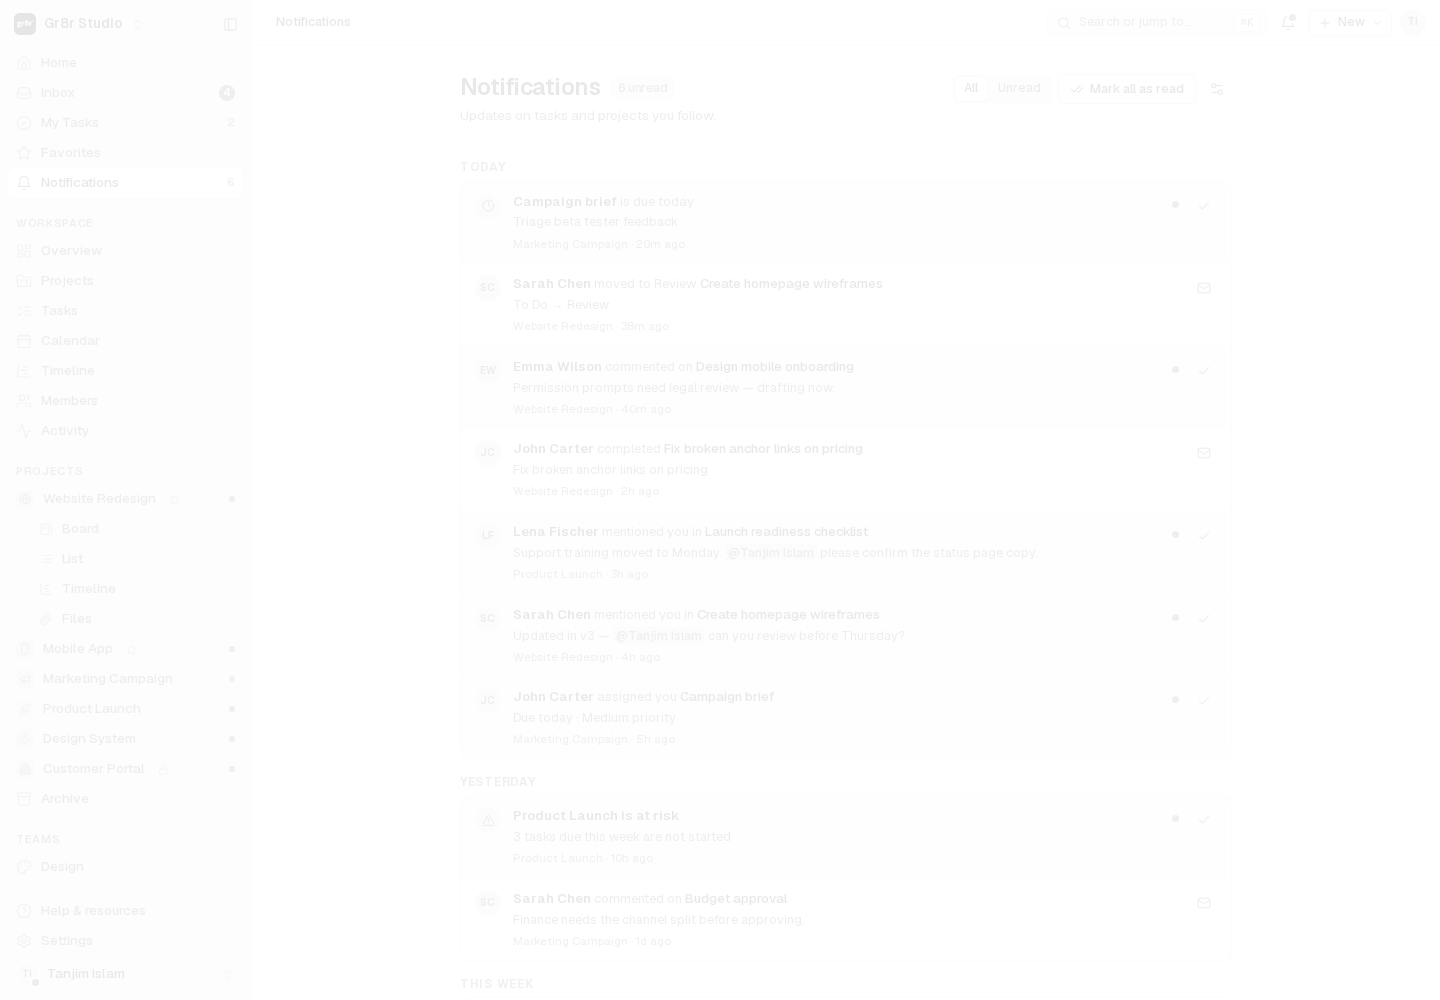 Gr8r Studio
Home
Inbox 4
My Tasks 2
Favorites
Notifications 6
WORKSPACE
Overview
Projects
Tasks
Calendar
Timeline
Members
Activity
PROJECTS
Website Redesign
Board
List
Timeline
Files
Mobile App
Marketing Campaign
Product Launch
Design System
Customer Portal
Archive
TEAMS
Design
Help & resources
Settings
TI Tanjim Islam
Notifications
Search or jump to... ⌘K
New
TI
Notifications 6 unread
All Unread Mark all as read
Updates on tasks and projects you follow.
TODAY
Campaign brief is due today
Triage beta tester feedback
Marketing Campaign · 20m ago
SC Sarah Chen moved to Review Create homepage wireframes
To Do → Review
Website Redesign · 38m ago
EW Emma Wilson commented on Design mobile onboarding
Permission prompts need legal review — drafting now.
Website Redesign · 40m ago
JC John Carter completed Fix broken anchor links on pricing
Fix broken anchor links on pricing
Website Redesign · 2h ago
LF Lena Fischer mentioned you in Launch readiness checklist
Support training moved to Monday. @Tanjim Islam please confirm the status page copy.
Product Launch · 3h ago
SC Sarah Chen mentioned you in Create homepage wireframes
Updated in v3 — @Tanjim Islam can you review before Thursday?
Website Redesign · 4h ago
JC John Carter assigned you Campaign brief
Due today · Medium priority
Marketing Campaign · 5h ago
YESTERDAY
Product Launch is at risk
3 tasks due this week are not started.
Product Launch · 10h ago
SC Sarah Chen commented on Budget approval
Finance needs the channel split before approving.
Marketing Campaign · 1d ago
THIS WEEK